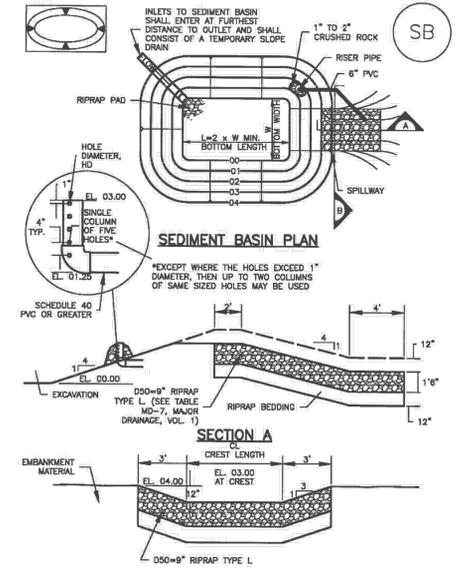 INLETS TO SEDIMENT BASIN
SHALL ENTER AT FURTHEST
DISTANCE TO OUTLET AND SHALL
CONSIST OF A TEMPORARY SLOPE
DRAIN
1" TO 2"
CRUSHED ROCK
SB
RISER PIPE
6" PVC
RIPRAP PAD
L=2 x W MIN.
BOTTOM LENGTH
W
BOTTOM WIDTH
00
01
02
03
04
A
SPILLWAY
B
HOLE
DIAMETER,
HD
1"
EL. 03.00
4"
TYP.
SINGLE
COLUMN
OF FIVE
HOLES*
EL. 01.25
SCHEDULE 40
PVC OR GREATER
SEDIMENT BASIN PLAN
*EXCEPT WHERE THE HOLES EXCEED 1"
DIAMETER, THEN UP TO TWO COLUMNS
OF SAME SIZED HOLES MAY BE USED
2'
4'
4
1
12"
4
1
EL. 00.00
EXCAVATION
D50=9" RIPRAP
TYPE L. (SEE TABLE
MD-7, MAJOR
DRAINAGE, VOL. 1)
RIPRAP BEDDING
1'6"
12"
SECTION A
CL
CREST LENGTH
3'
3'
EMBANKMENT
MATERIAL
EL. 04.00
EL. 03.00
AT CREST
12"
1
3
D50=9" RIPRAP TYPE L